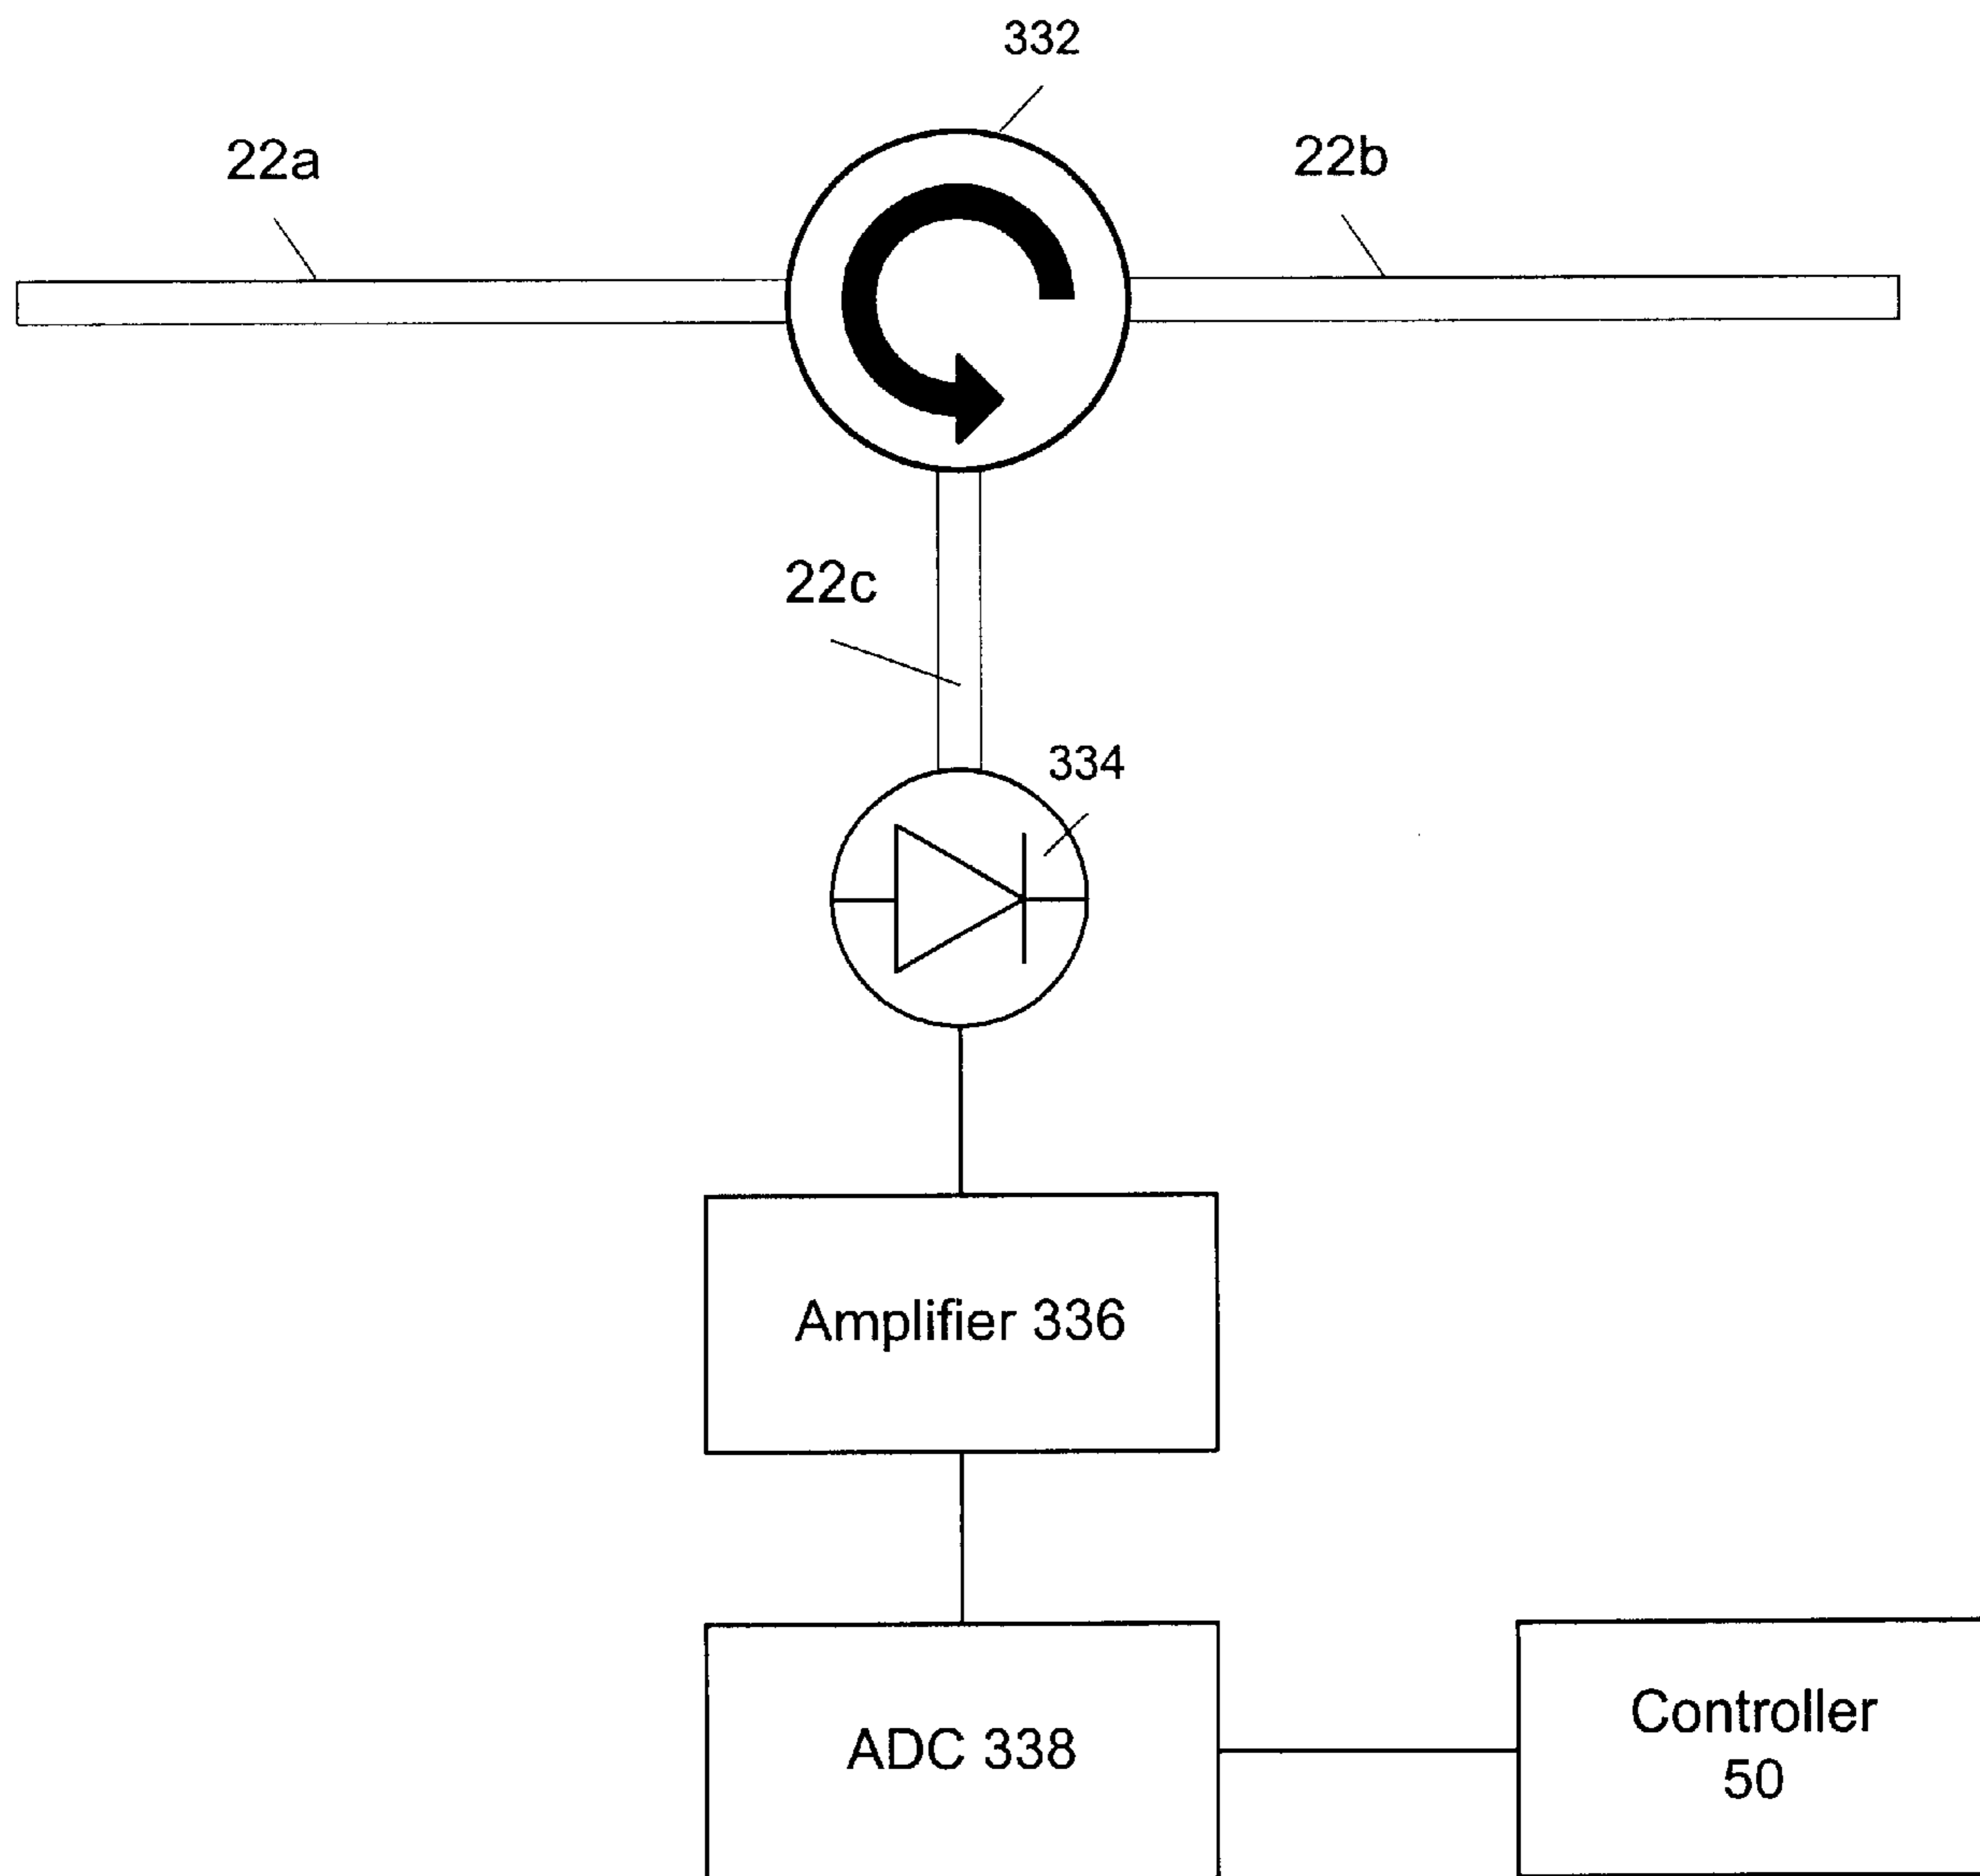 332
22a
22b
22c
334
Amplifier 336
ADC 338
Controller
50